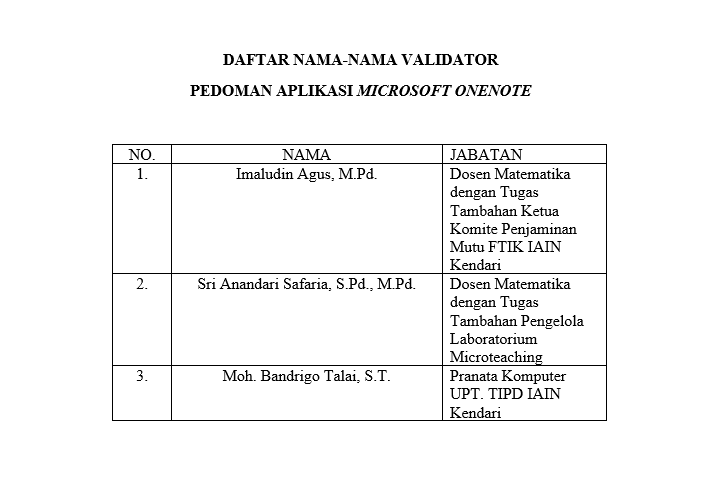 DAFTAR NAMA-NAMA VALIDATOR
PEDOMAN APLIKASI MICROSOFT ONENOTE
NO. NAMA JABATAN
1. Imaludin Agus, M.Pd. Dosen Matematika
dengan Tugas
Tambahan Ketua
Komite Penjaminan
Mutu FTIK IAIN
Kendari
2. Sri Anandari Safaria, S.Pd., M.Pd. Dosen Matematika
dengan Tugas
Tambahan Pengelola
Laboratorium
Microteaching
3. Moh. Bandrigo Talai, S.T. Pranata Komputer
UPT. TIPD IAIN
Kendari